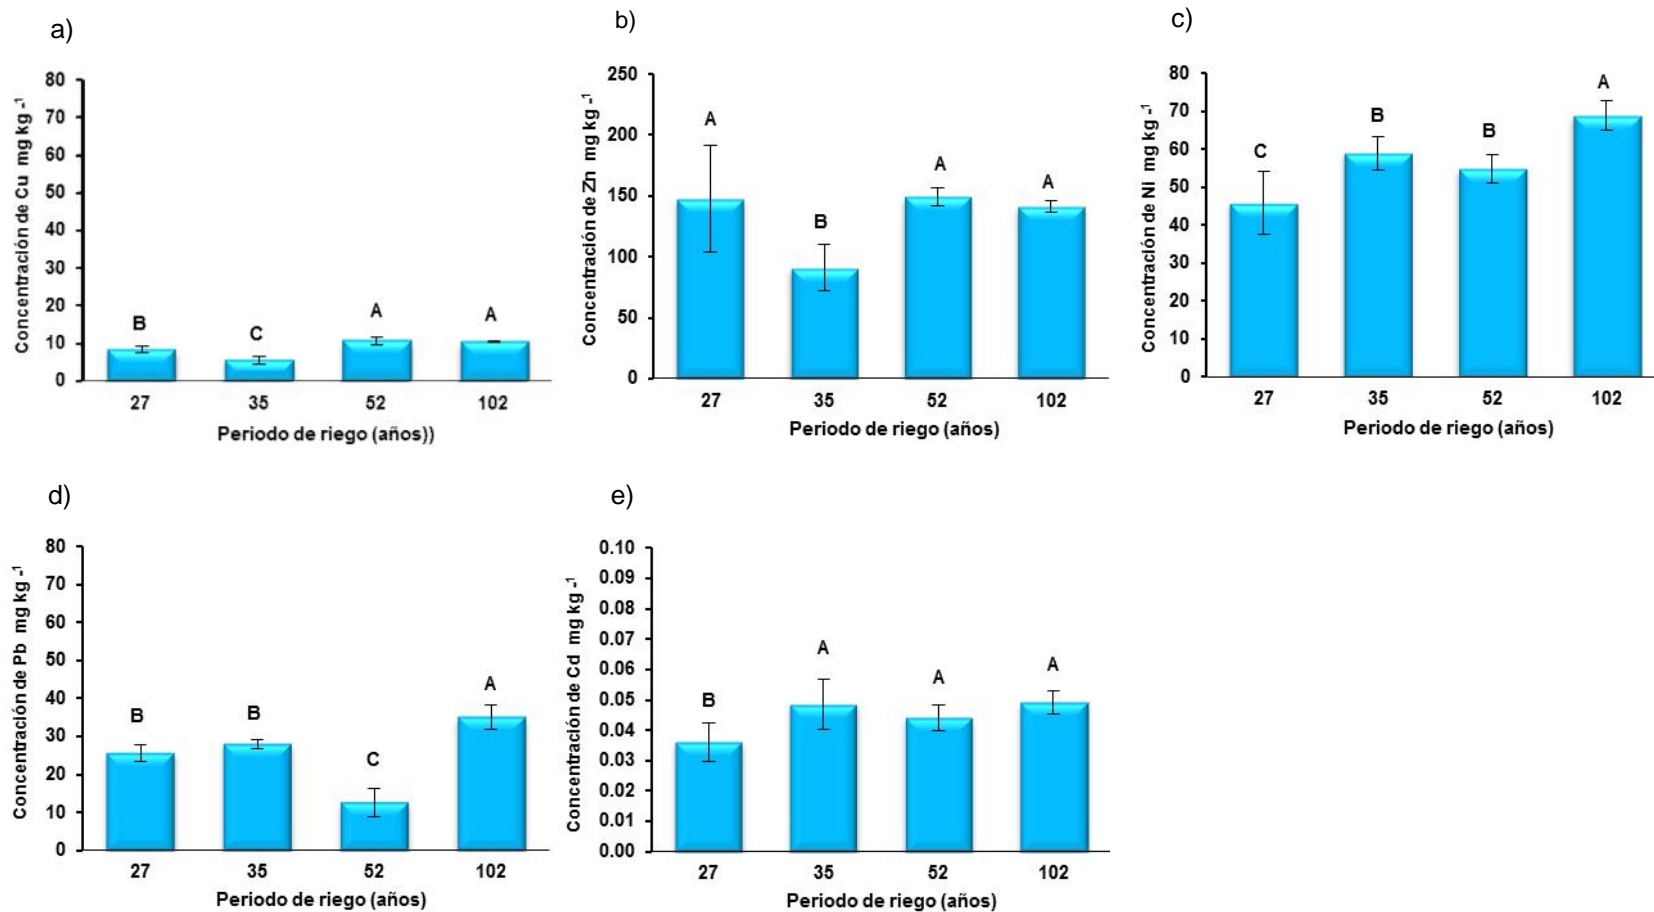 a)
Concentración de Cu mg kg -1
80
70
60
50
40
30
20
10
0
B
C
A
A
27 35 52 102
Periodo de riego (años))
b)
Concentración de Zn mg kg -1
250
200
150
100
50
0
A
B
A
A
27 35 52 102
Periodo de riego (años)
c)
Concentración de Ni mg kg -1
80
70
60
50
40
30
20
10
0
C
B
B
A
27 35 52 102
Periodo de riego (años)
d)
Concentración de Pb mg kg -1
80
70
60
50
40
30
20
10
0
B
B
C
A
27 35 52 102
Periodo de riego (años)
e)
Concentración de Cd mg kg -1
0.10
0.09
0.08
0.07
0.06
0.05
0.04
0.03
0.02
0.01
0.00
B
A
A
A
27 35 52 102
Periodo de riego (años)